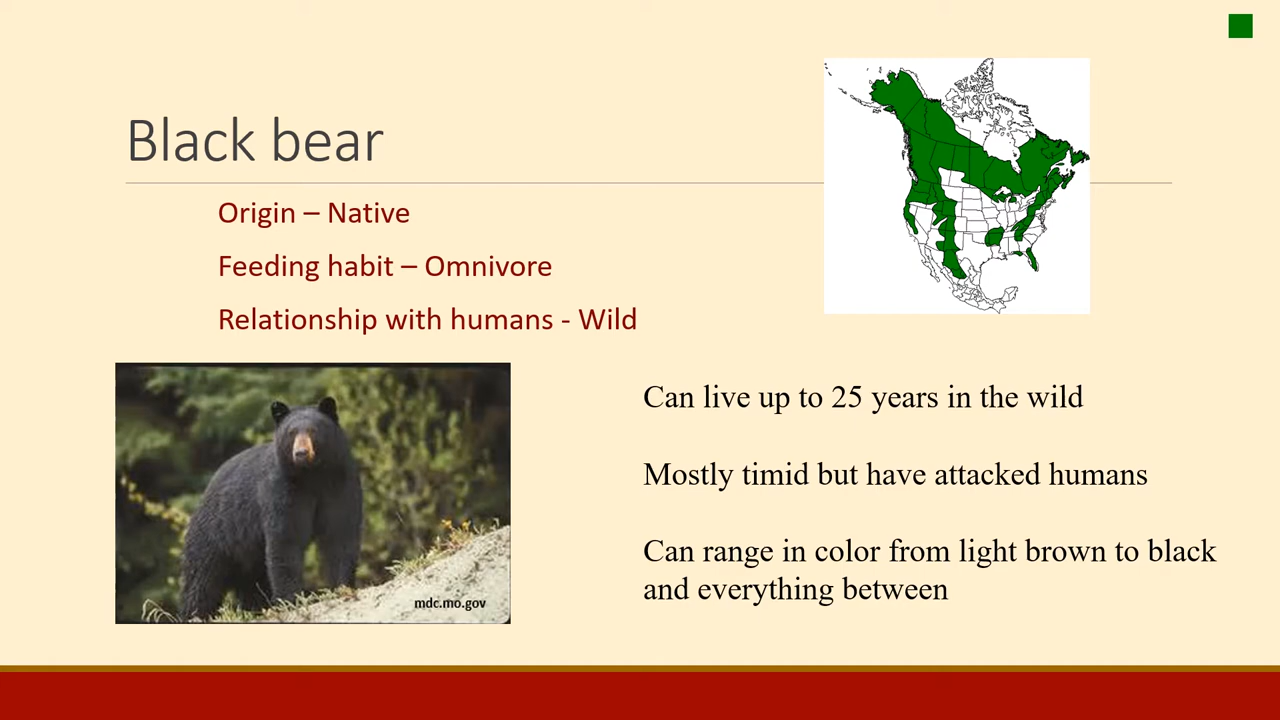 Black bear
Origin – Native
Feeding habit – Omnivore
Relationship with humans - Wild
Can live up to 25 years in the wild
Mostly timid but have attacked humans
Can range in color from light brown to black
and everything between
mdc.mo.gov